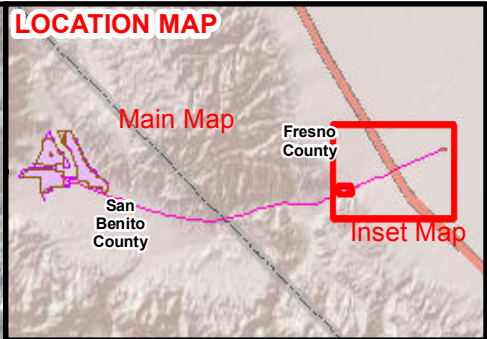 LOCATION MAP
Main Map
Fresno
County
San
Benito
County
Inset Map